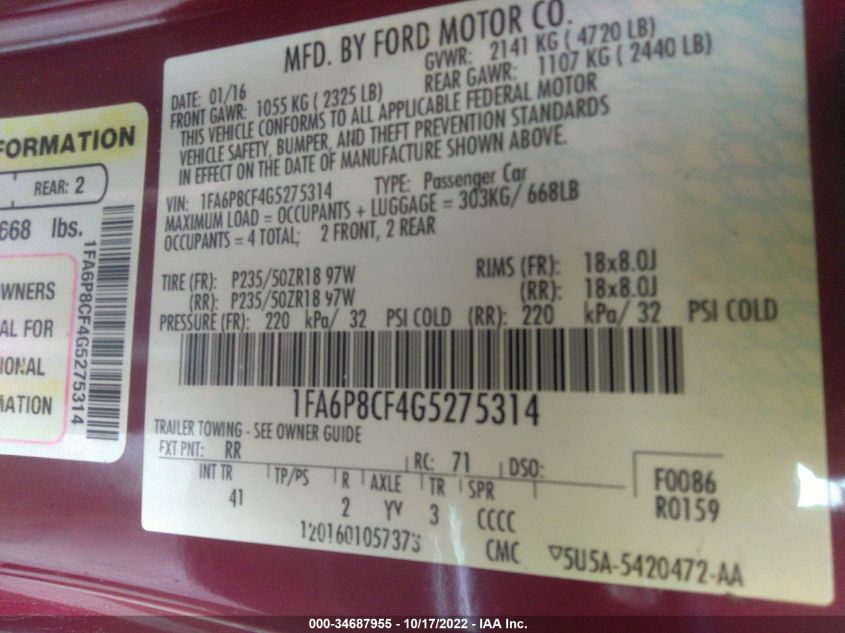 FORMATION
REAR: 2
668 lbs.
WNERS
AL FOR
IONAL
MATION
1FA6P8CF4G5275314
MFD. BY FORD MOTOR CO.
DATE: 01/16 GVWR: 2141 KG ( 4720 LB)
FRONT GAWR: 1055 KG ( 2325 LB) REAR GAWR: 1107 KG ( 2440 LB)
THIS VEHICLE CONFORMS TO ALL APPLICABLE FEDERAL MOTOR
VEHICLE SAFETY, BUMPER, AND THEFT PREVENTION STANDARDS
IN EFFECT ON THE DATE OF MANUFACTURE SHOWN ABOVE.
VIN: 1FA6P8CF4G5275314 TYPE: Passenger Car
MAXIMUM LOAD = OCCUPANTS + LUGGAGE = 303KG/ 668LB
OCCUPANTS = 4 TOTAL; 2 FRONT, 2 REAR
TIRE (FR): P235/50ZR18 97W RIMS (FR): 18x8.0J
(RR): P235/50ZR18 97W (RR): 18x8.0J
PRESSURE (FR): 220 kPa/ 32 PSI COLD (RR): 220 kPa/ 32 PSI COLD
1FA6P8CF4G5275314
TRAILER TOWING - SEE OWNER GUIDE
EXT PNT: RR RC: 71 DSO:
INT TR TP/PS R AXLE TR SPR
41 2 YV 3 CCCC
F0086
R0159
1201601057373 CMC ▽5U5A-5420472-AA
000-34687955 - 10/17/2022 - IAA Inc.